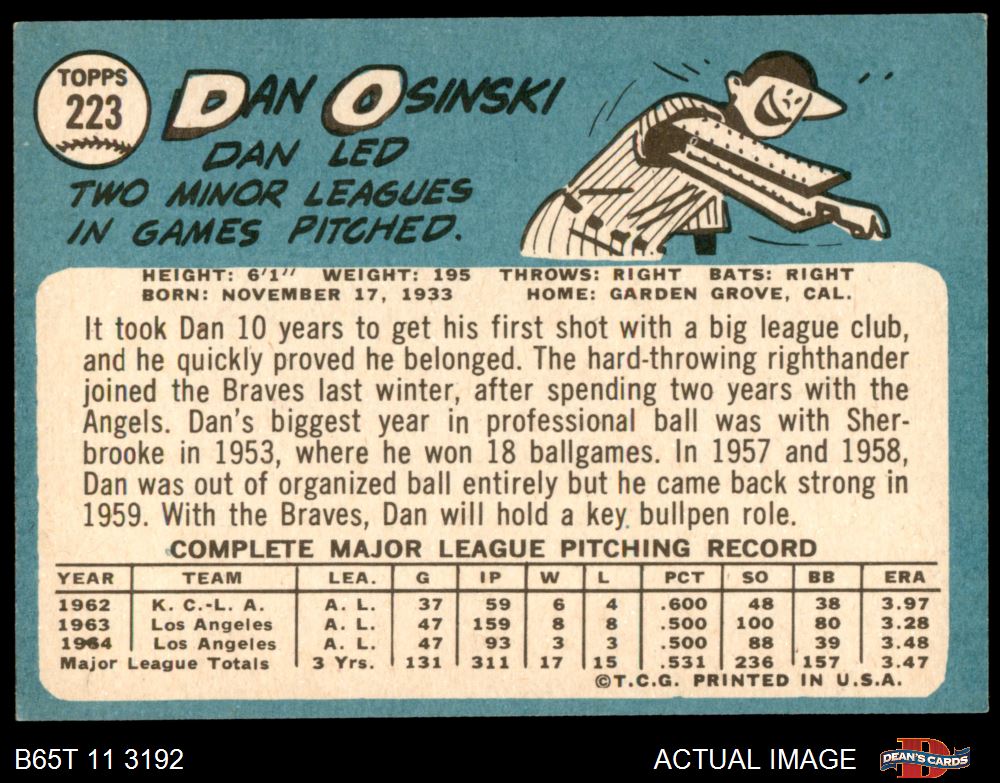 TOPPS
223
DAN OSINSKI
DAN LED
TWO MINOR LEAGUES
IN GAMES PITCHED.
HEIGHT: 6'1" WEIGHT: 195 THROWS: RIGHT BATS: RIGHT
BORN: NOVEMBER 17, 1933 HOME: GARDEN GROVE, CAL.
It took Dan 10 years to get his first shot with a big league club,
and he quickly proved he belonged. The hard-throwing righthander
joined the Braves last winter, after spending two years with the
Angels. Dan's biggest year in professional ball was with Sher-
brooke in 1953, where he won 18 ballgames. In 1957 and 1958,
Dan was out of organized ball entirely but he came back strong in
1959. With the Braves, Dan will hold a key bullpen role.
COMPLETE MAJOR LEAGUE PITCHING RECORD
YEAR TEAM LEA. G IP W L PCT SO BB ERA
1962 K. C.-L. A. A. L. 37 59 6 4 .600 48 38 3.97
1963 Los Angeles A. L. 47 159 8 8 .500 100 80 3.28
1964 Los Angeles A. L. 47 93 3 3 .500 88 39 3.48
Major League Totals 3 Yrs. 131 311 17 15 .531 236 157 3.47
©T.C.G. PRINTED IN U.S.A.
B65T 11 3192 ACTUAL IMAGE DEAN'S CARDS